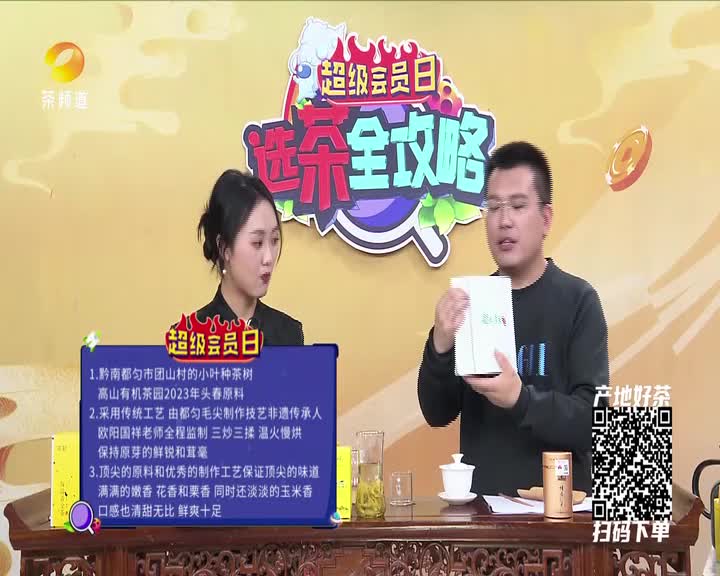 茶频道
超级会员日
选茶全攻略
超级会员日
1.黔南都匀市团山村的小叶种茶树
高山有机茶园2023年头春原料
2.采用传统工艺 由都匀毛尖制作技艺非遗传承人
欧阳国祥老师全程监制 三炒三揉 温火慢烘
保持原芽的鲜锐和茸毫
3.顶尖的原料和优秀的制作工艺保证顶尖的味道
满满的嫩香 花香和栗香 同时还淡淡的玉米香
口感也清甜无比 鲜爽十足
产地好茶
扫码下单